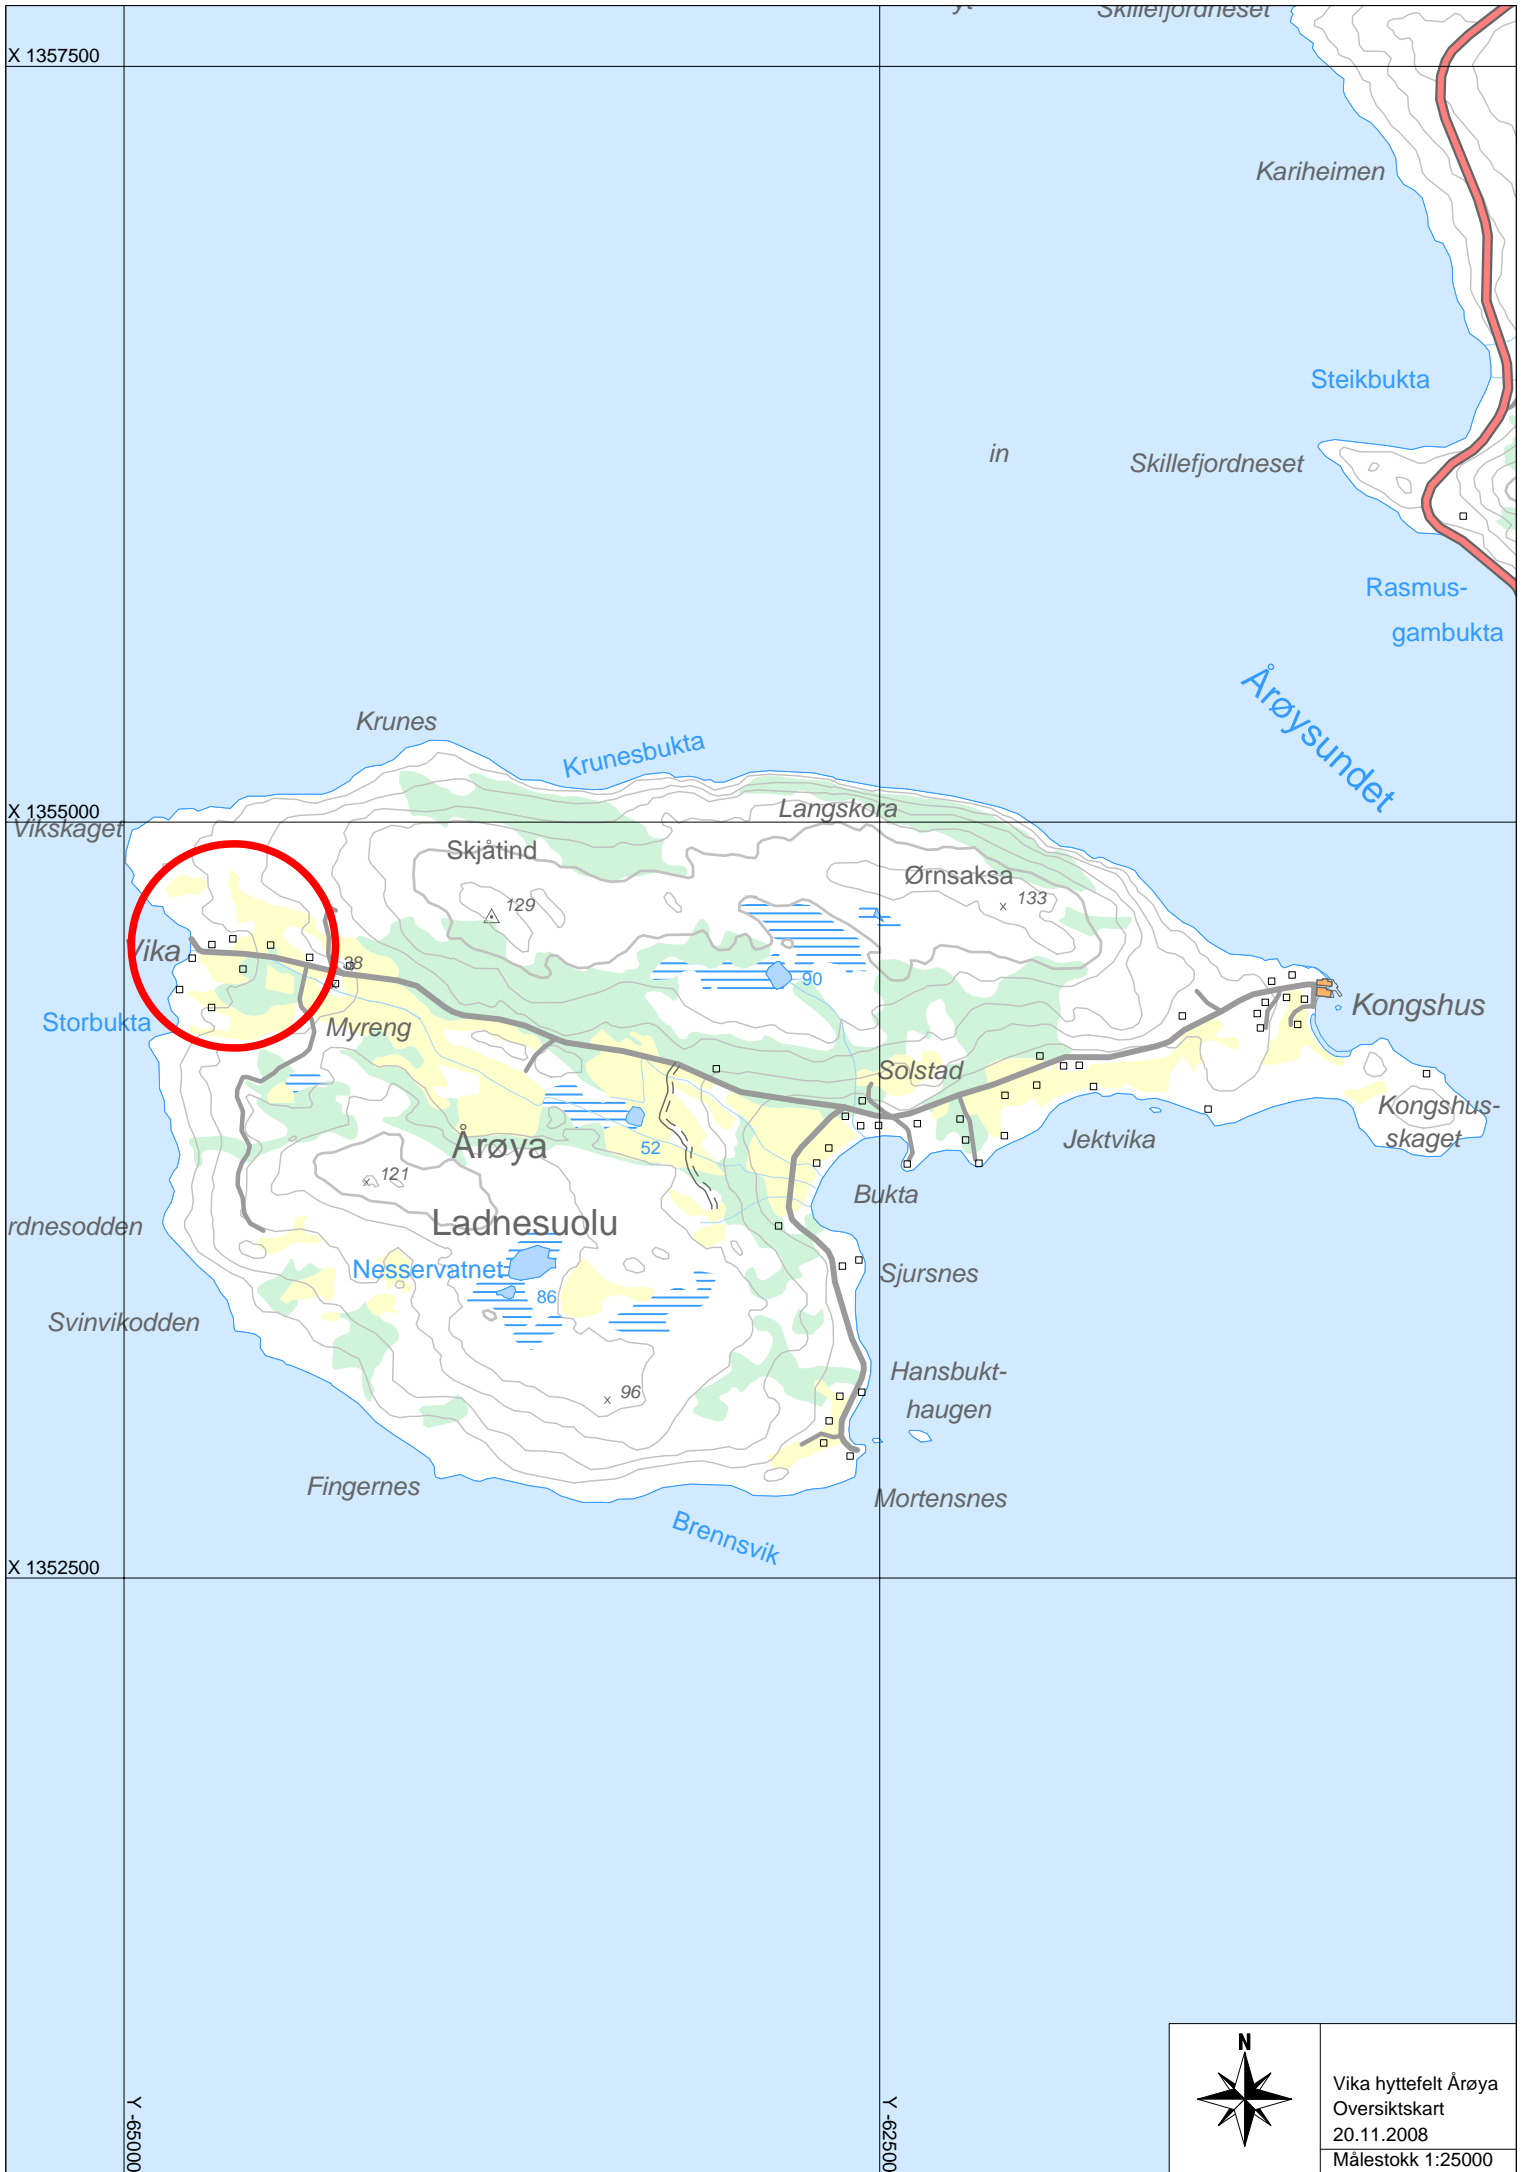 Skillefjordneset
X 1357500
Kariheimen
Steikbukta
in
Skillefjordneset
Rasmus-
gambukta
Årøysundet
Krunes
Krunesbukta
Langskora
X 1355000
Vikskaget
Skjåtind
Ørnsaksa
129
133
Vika
38
90
Kongshus
Storbukta
Myreng
Solstad
Kongshus-
skaget
Jektvika
Årøya
52
121
Bukta
rdnesodden
Ladnesuolu
Nesservatnet
Sjursnes
86
Svinvikodden
Hansbukt-
haugen
96
Fingernes
Mortensnes
Brennsvik
X 1352500
Y -65000
Y -62500
N
Vika hyttefelt Årøya
Oversiktskart
20.11.2008
Målestokk 1:25000